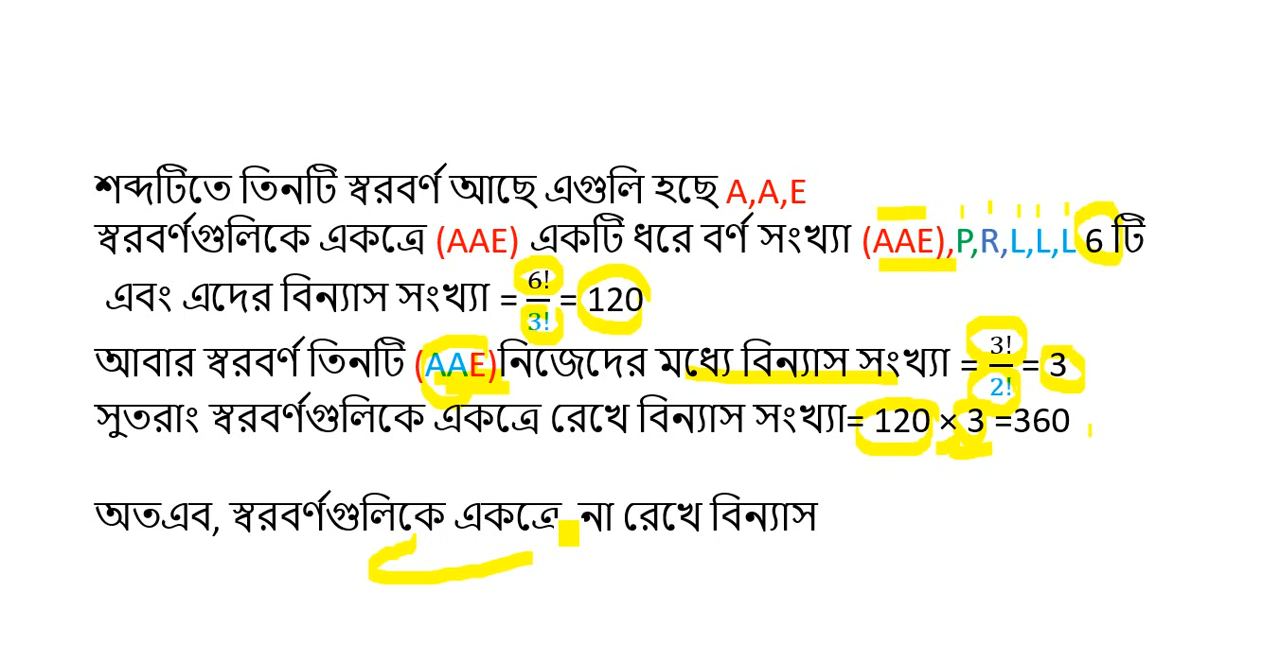 শব্দটিতে তিনটি স্বরবর্ণ আছে এগুলি হচ্ছে A,A,E
স্বরবর্ণগুলিকে একত্রে (AAE) একটি ধরে বর্ণ সংখ্যা (AAE),P,R,L,L,L 6 টি
এবং এদের বিন্যাস সংখ্যা = 6!/3! = 120
আবার স্বরবর্ণ তিনটি (AAE)নিজেদের মধ্যে বিন্যাস সংখ্যা = 3!/2! = 3
সুতরাং স্বরবর্ণগুলিকে একত্রে রেখে বিন্যাস সংখ্যা= 120 × 3 =360
অতএব, স্বরবর্ণগুলিকে একত্রে না রেখে বিন্যাস